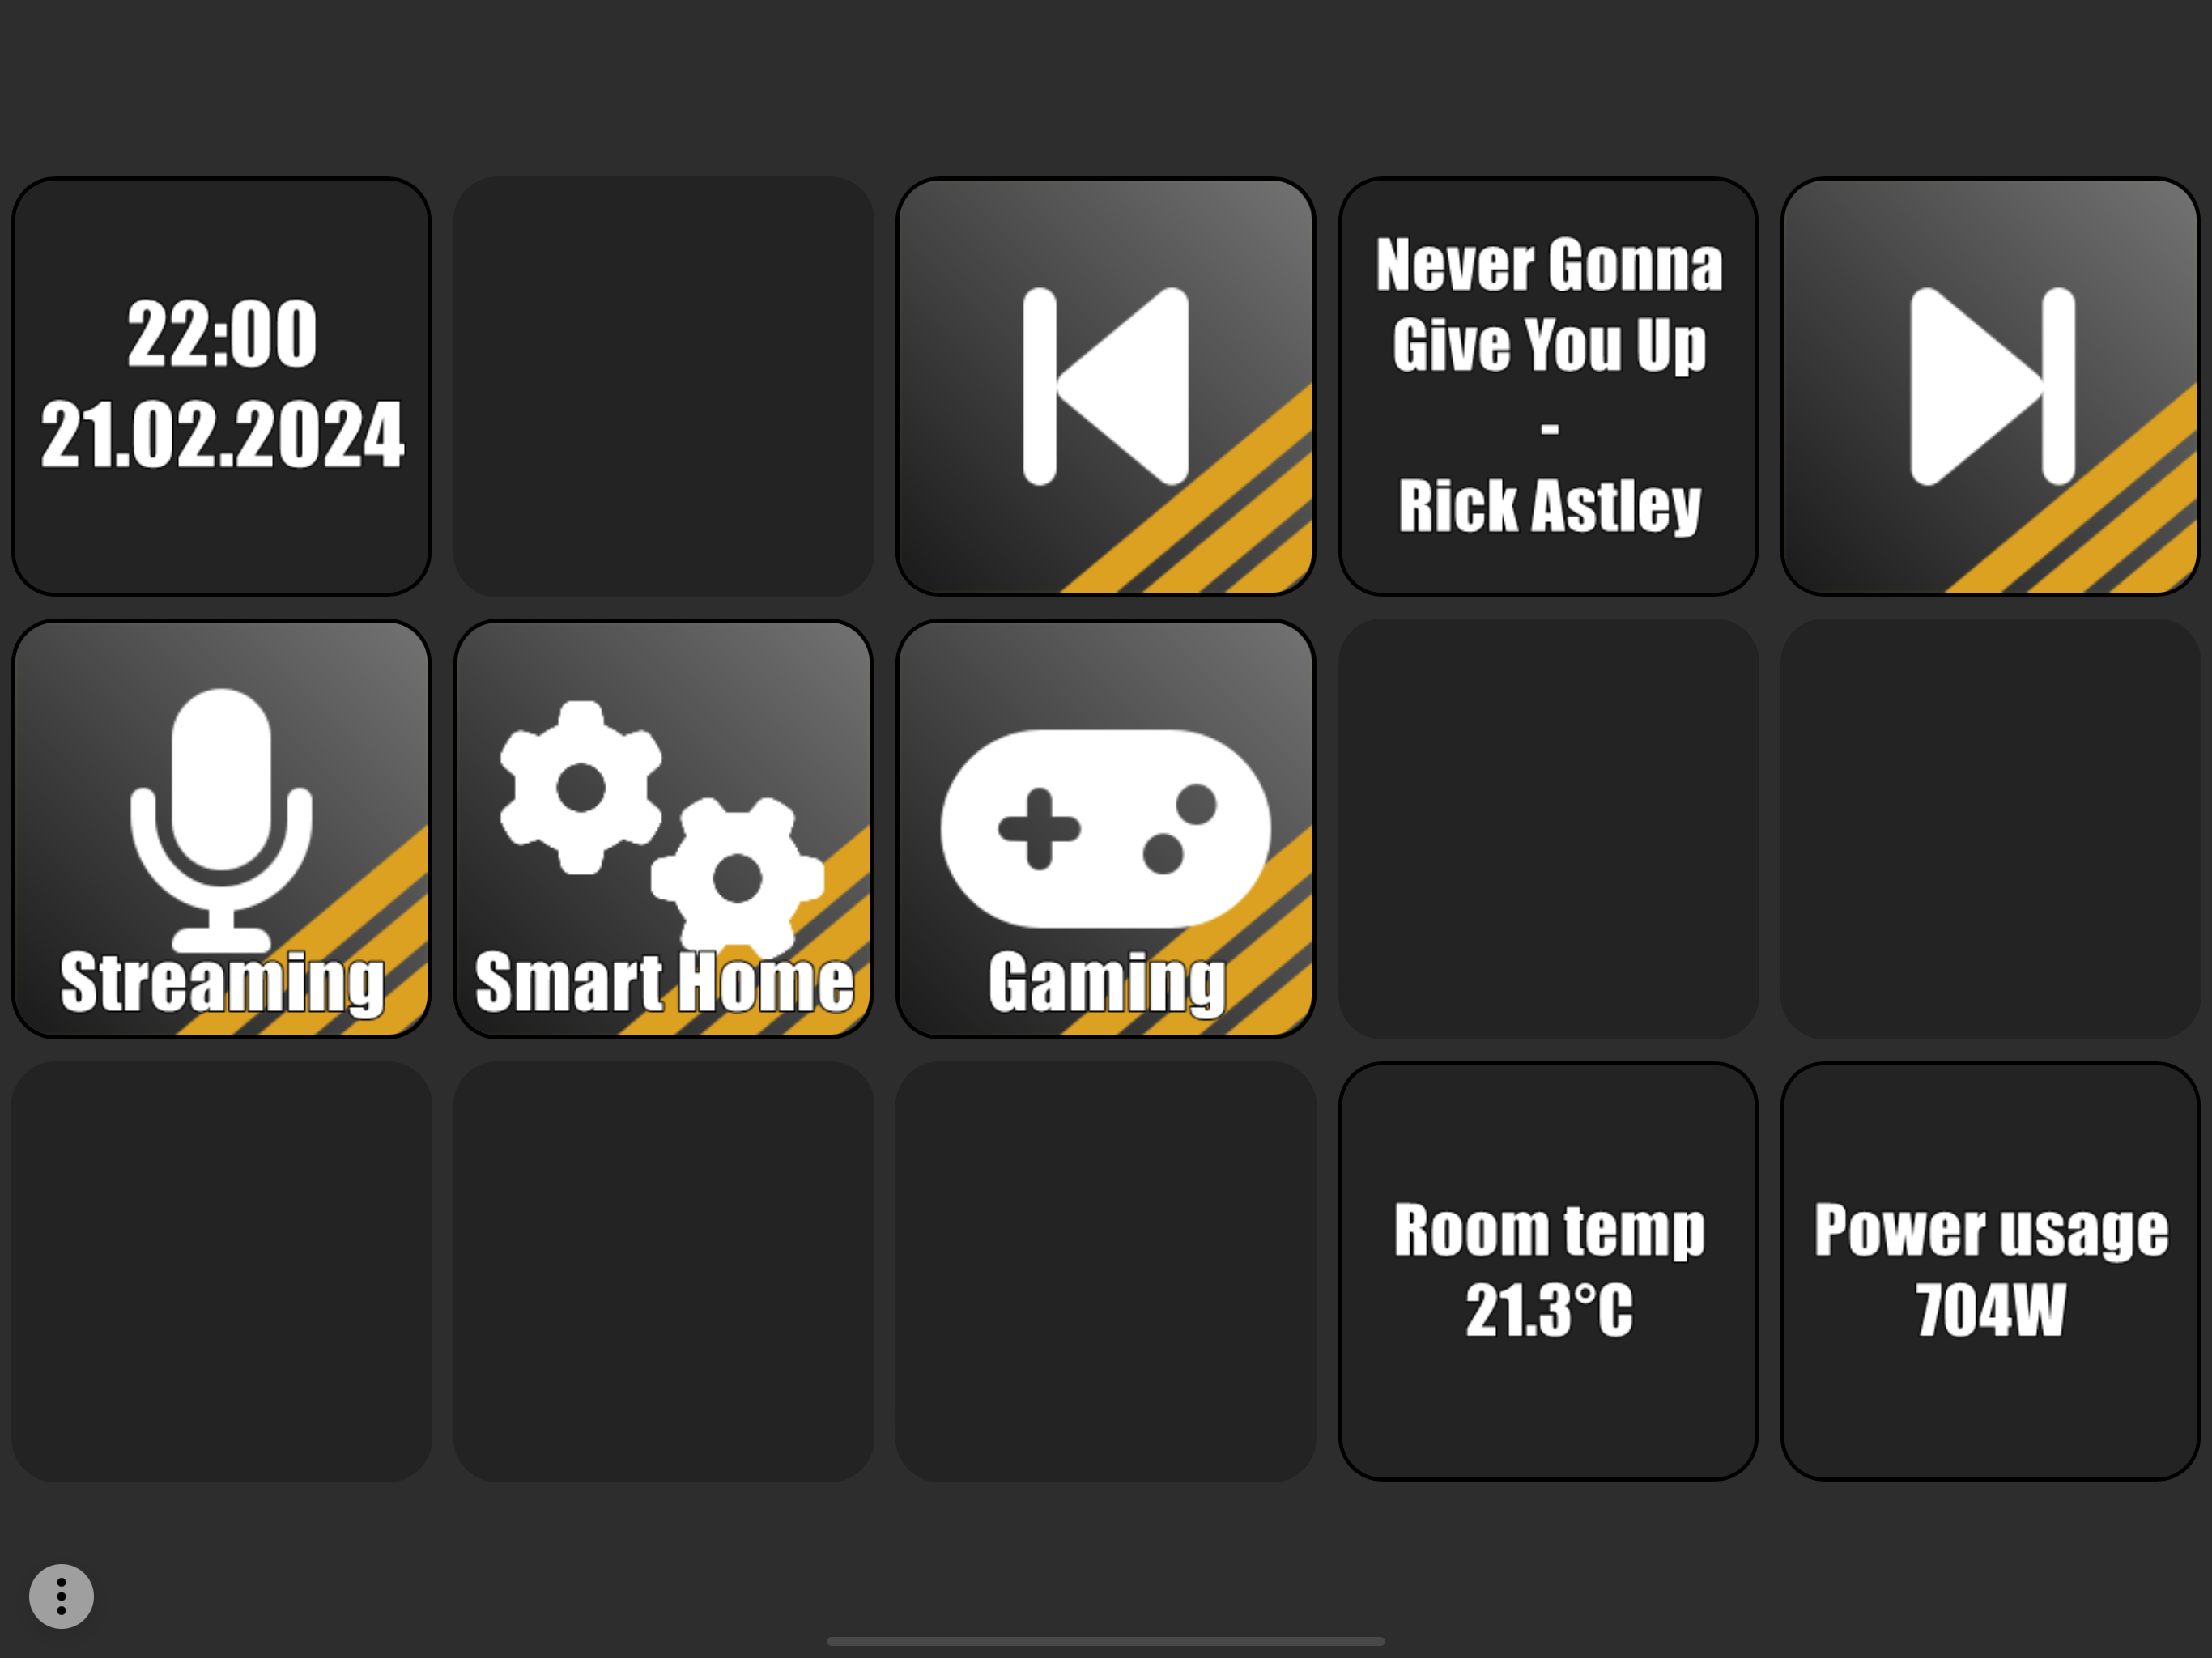 22:00
21.02.2024
Never Gonna
Give You Up
-
Rick Astley
Streaming
Smart Home
Gaming
Room temp
21.3°C
Power usage
704W